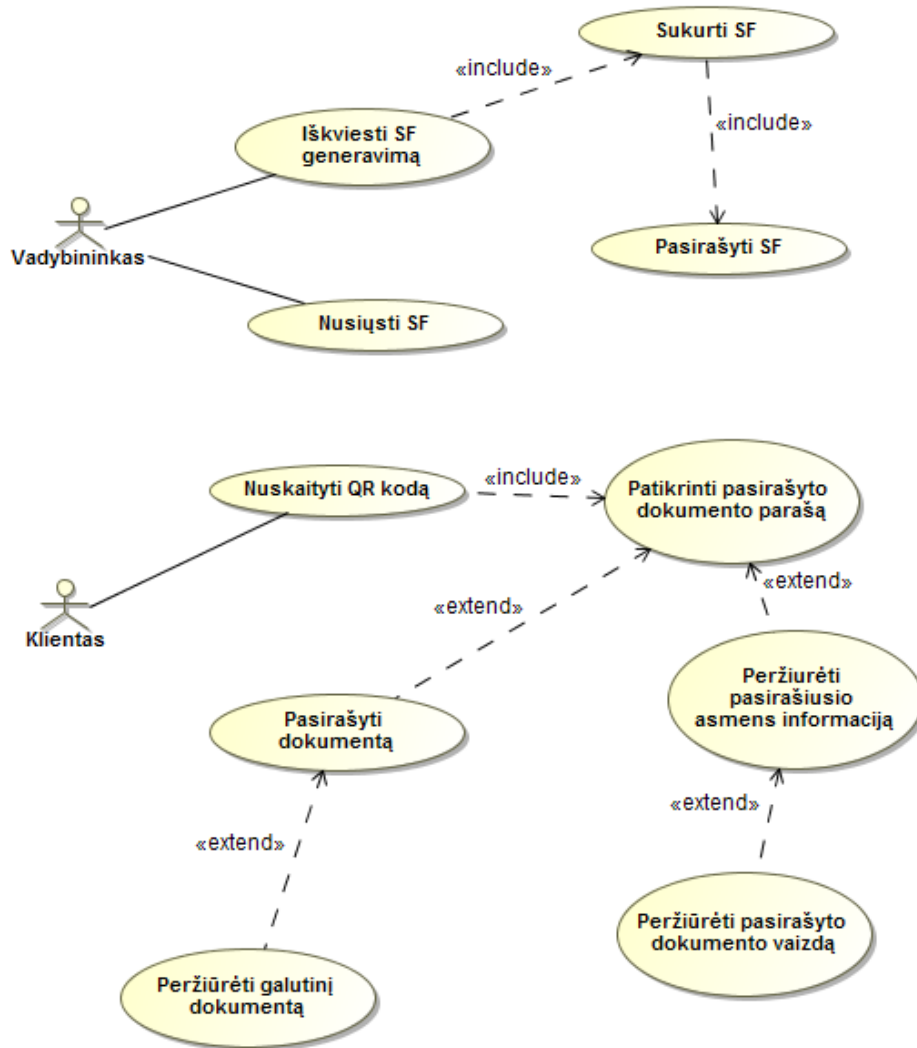 Sukurti SF
«include»
Iškviesti SF
generavimą
«include»
Vadybininkas
Pasirašyti SF
Nusiųsti SF
Nuskaityti QR kodą
«include»
Patikrinti pasirašyto
dokumento parašą
«extend»
«extend»
Klientas
Peržiurėti
pasirašiusio
asmens informaciją
Pasirašyti
dokumentą
«extend»
«extend»
Peržiūrėti pasirašyto
dokumento vaizdą
Peržiūrėti galutinį
dokumentą